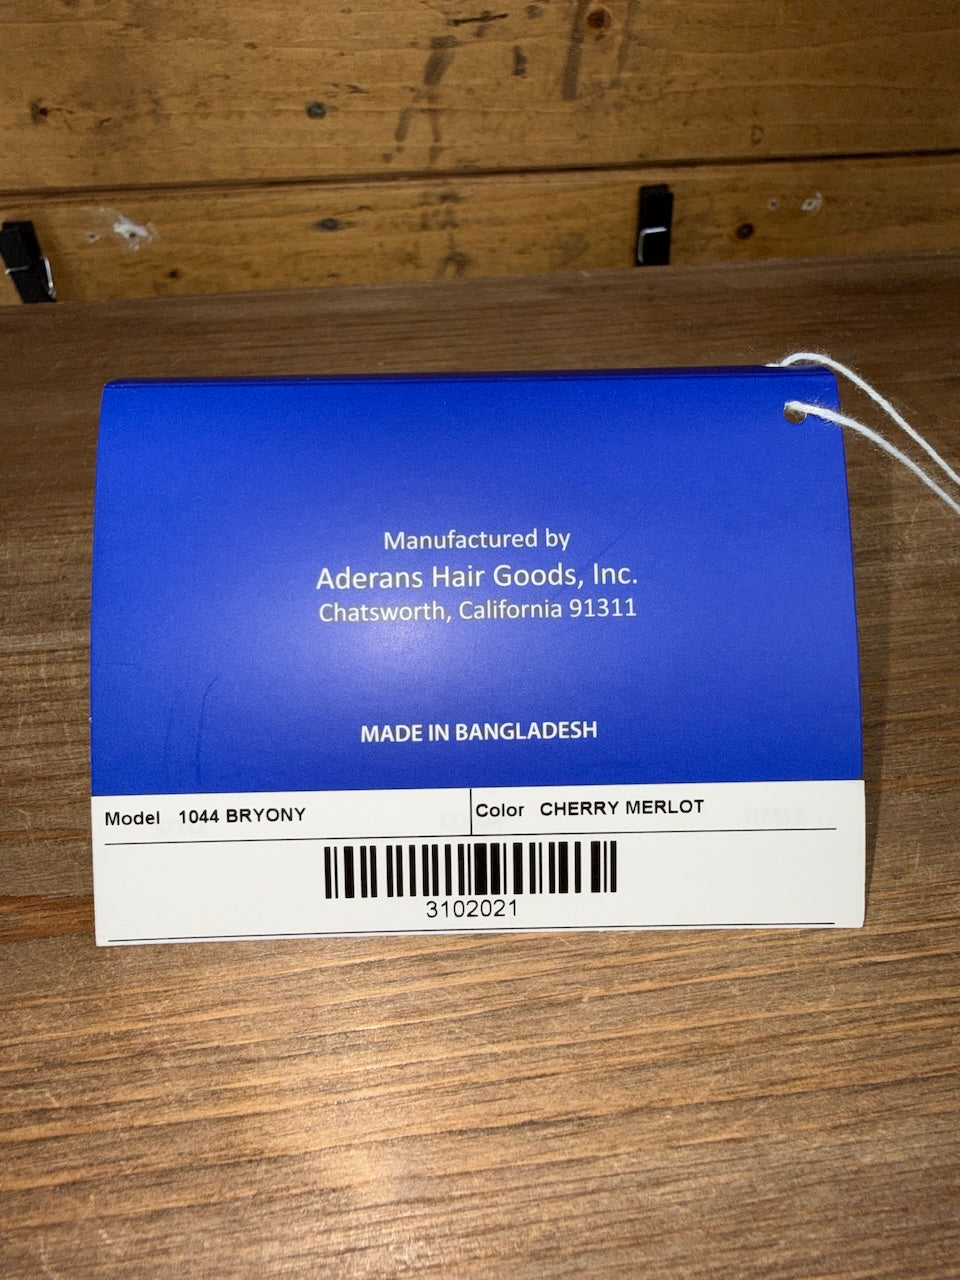 Manufactured by
Aderans Hair Goods, Inc.
Chatsworth, California 91311
MADE IN BANGLADESH
Model 1044 BRYONY Color CHERRY MERLOT
3102021